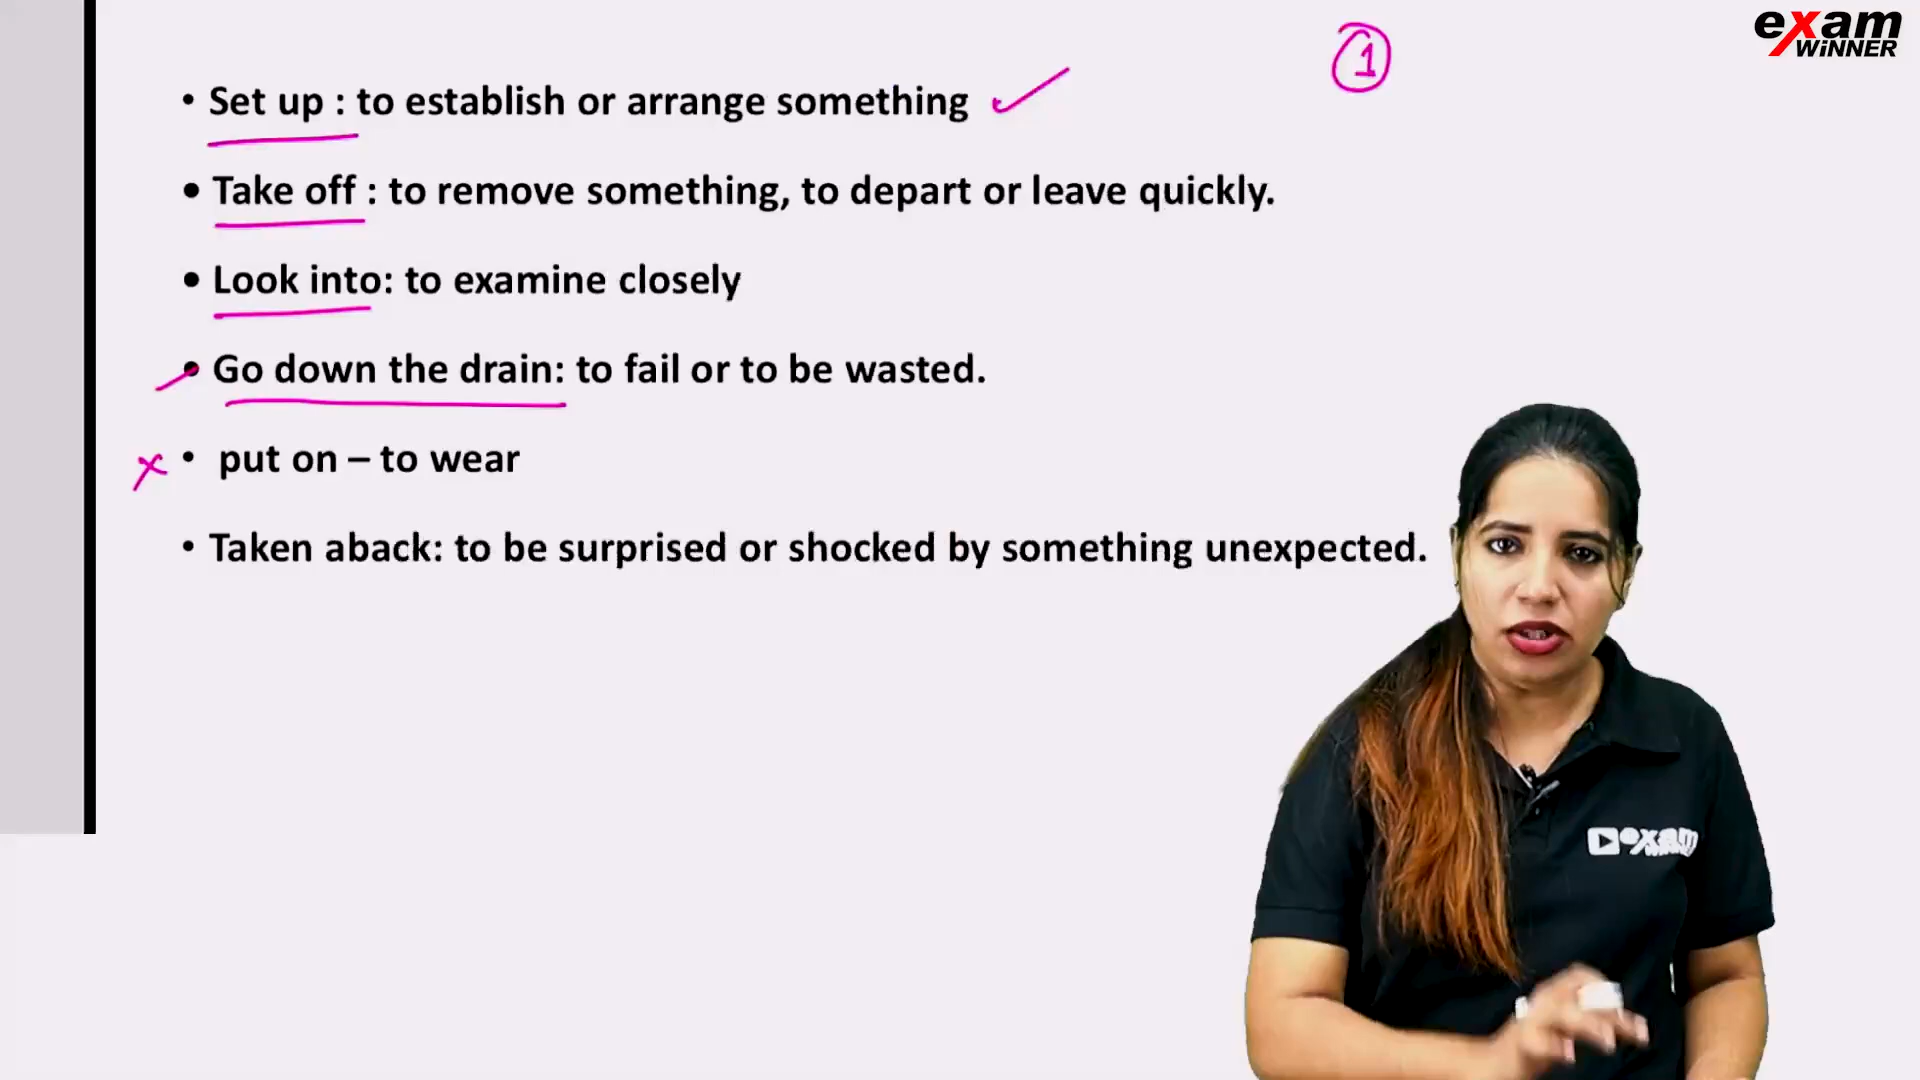 exam
WiNNER
1
• Set up : to establish or arrange something
• Take off : to remove something, to depart or leave quickly.
• Look into: to examine closely
• Go down the drain: to fail or to be wasted.
• put on – to wear
• Taken aback: to be surprised or shocked by something unexpected.
exam